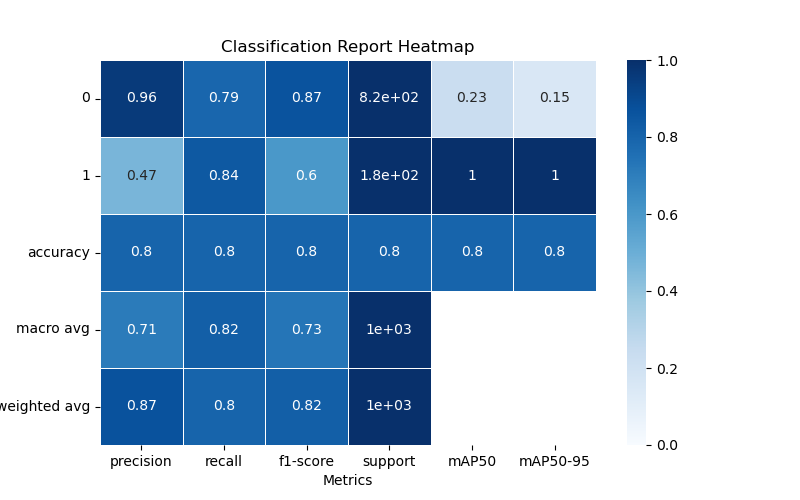 Classification Report Heatmap
0 0.96 0.79 0.87 8.2e+02 0.23 0.15
1 0.47 0.84 0.6 1.8e+02 1 1
accuracy 0.8 0.8 0.8 0.8 0.8 0.8
macro avg 0.71 0.82 0.73 1e+03
weighted avg 0.87 0.8 0.82 1e+03
precision recall f1-score support mAP50 mAP50-95
Metrics
1.0
0.8
0.6
0.4
0.2
0.0